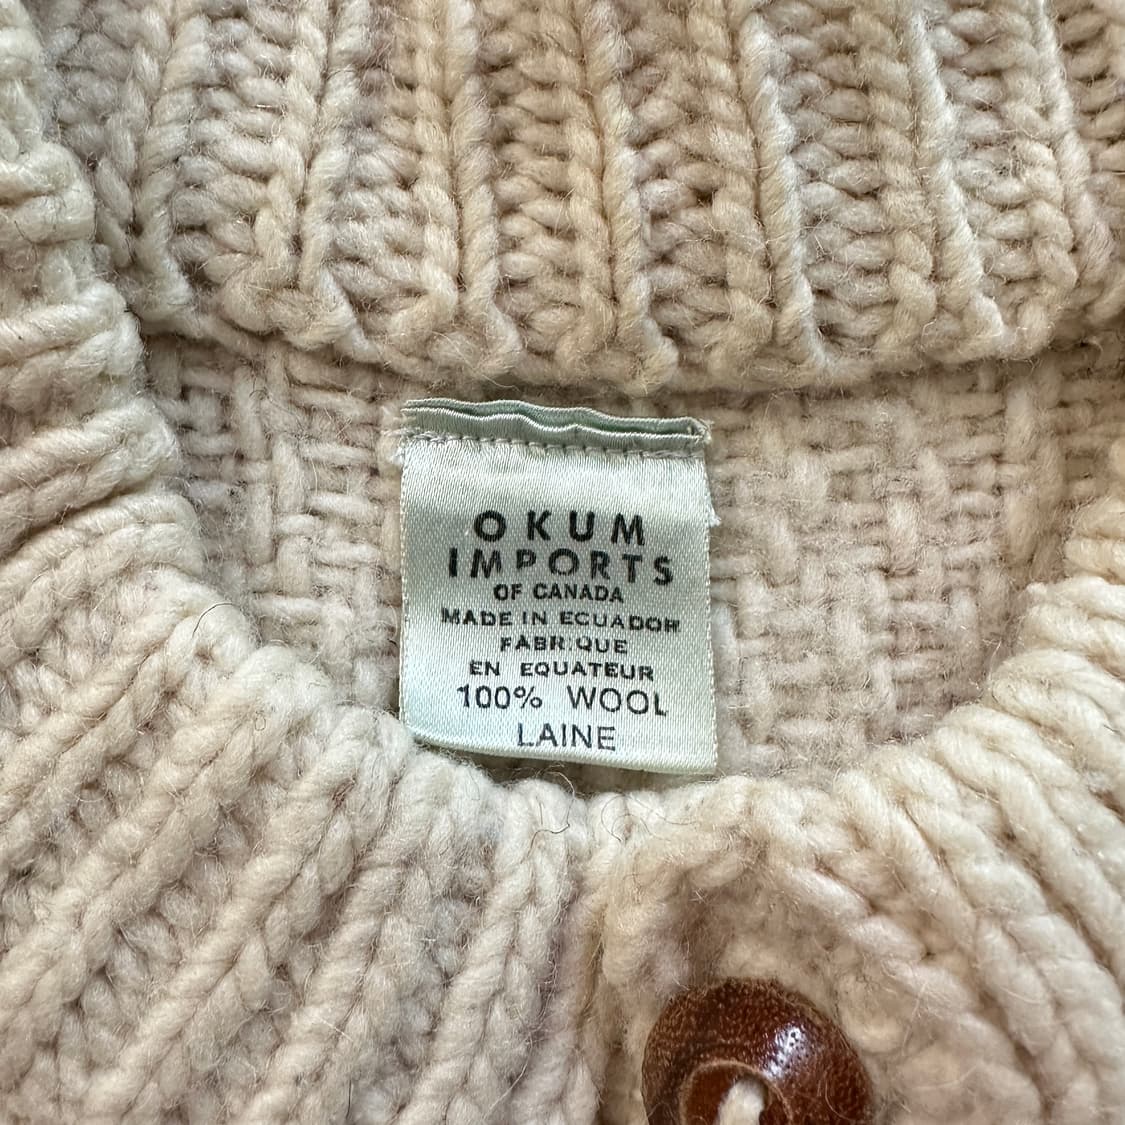 OKUM
IMPORTS
OF CANADA
MADE IN ECUADOR
FABRIQUE
EN EQUATEUR
100% WOOL
LAINE